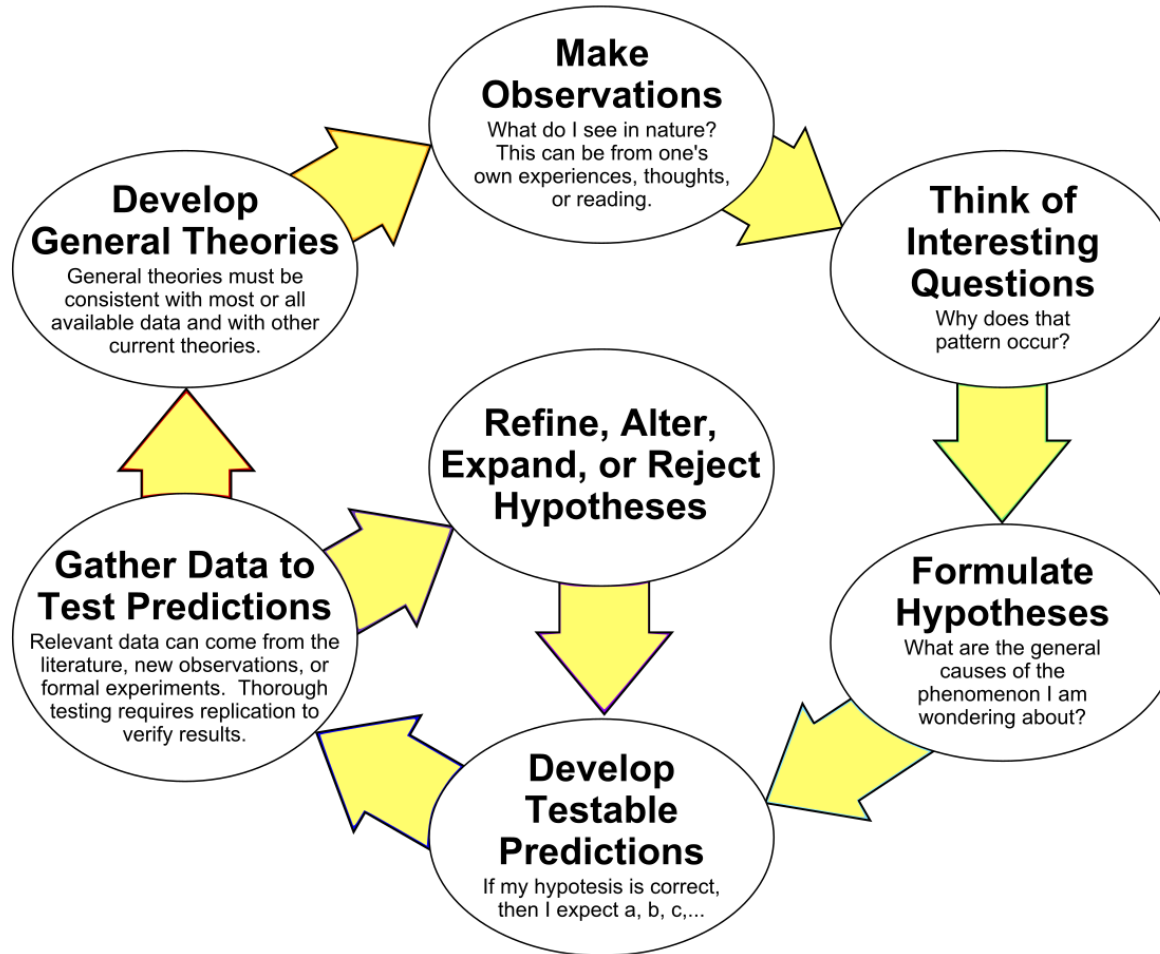 Make
Observations
What do I see in nature?
This can be from one's
own experiences, thoughts,
or reading.
Think of
Interesting
Questions
Why does that
pattern occur?
Formulate
Hypotheses
What are the general
causes of the
phenomenon I am
wondering about?
Develop
Testable
Predictions
If my hypotesis is correct,
then I expect a, b, c,...
Gather Data to
Test Predictions
Relevant data can come from the
literature, new observations, or
formal experiments.  Thorough
testing requires replication to
verify results.
Refine, Alter,
Expand, or Reject
Hypotheses
Develop
General Theories
General theories must be
consistent with most or all
available data and with other
current theories.